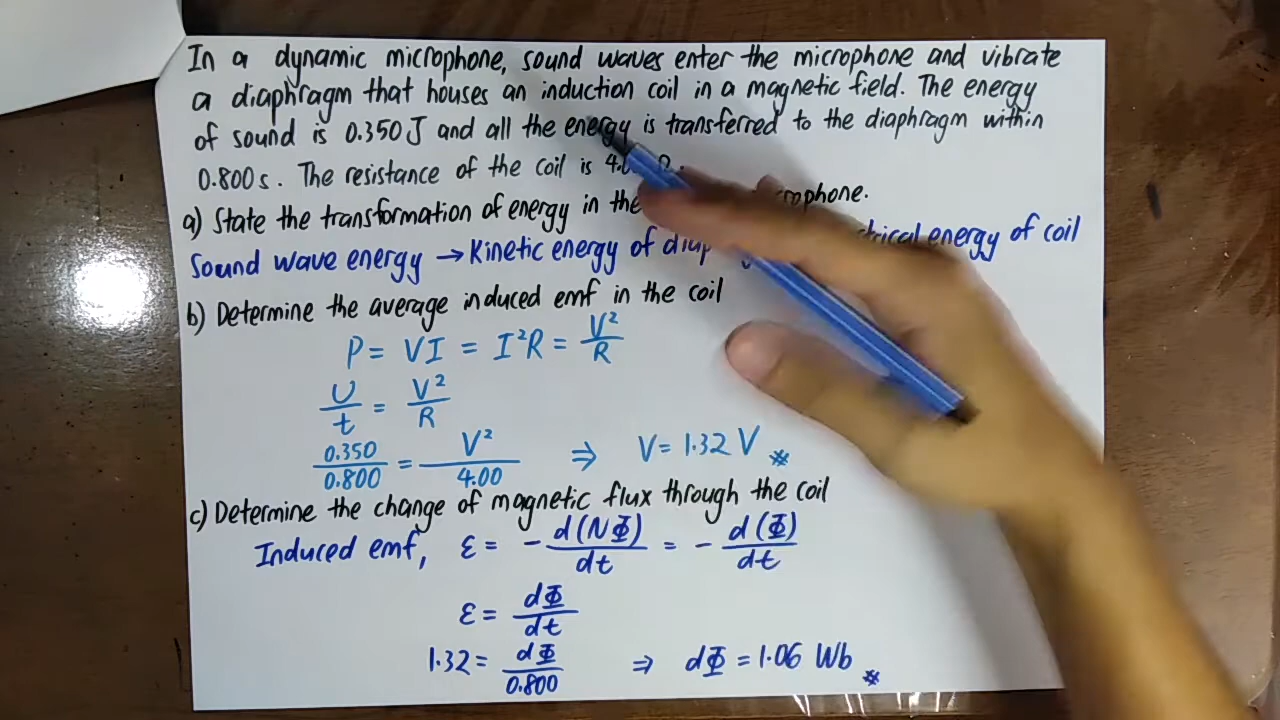 In a dynamic microphone, sound waves enter the microphone and vibrate
a diaphragm that houses an induction coil in a magnetic field. The energy
of sound is 0.350 J and all the energy is transferred to the diaphragm within
0.800 s. The resistance of the coil is
a) State the transformation of energy in the
Sound wave energy → Kinetic energy of energy of coil
b) Determine the average induced emf in the coil
P = VI = I²R = V²/R
U/t = V²/R
0.350/0.800 = V²/4.00 ⇒ V = 1.32 V *
c) Determine the change of magnetic flux through the coil
Induced emf, ε = - d(NΦ)/dt = - d(Φ)/dt
ε = dΦ/dt
1.32 = dΦ/0.800 ⇒ dΦ = 1.06 Wb *